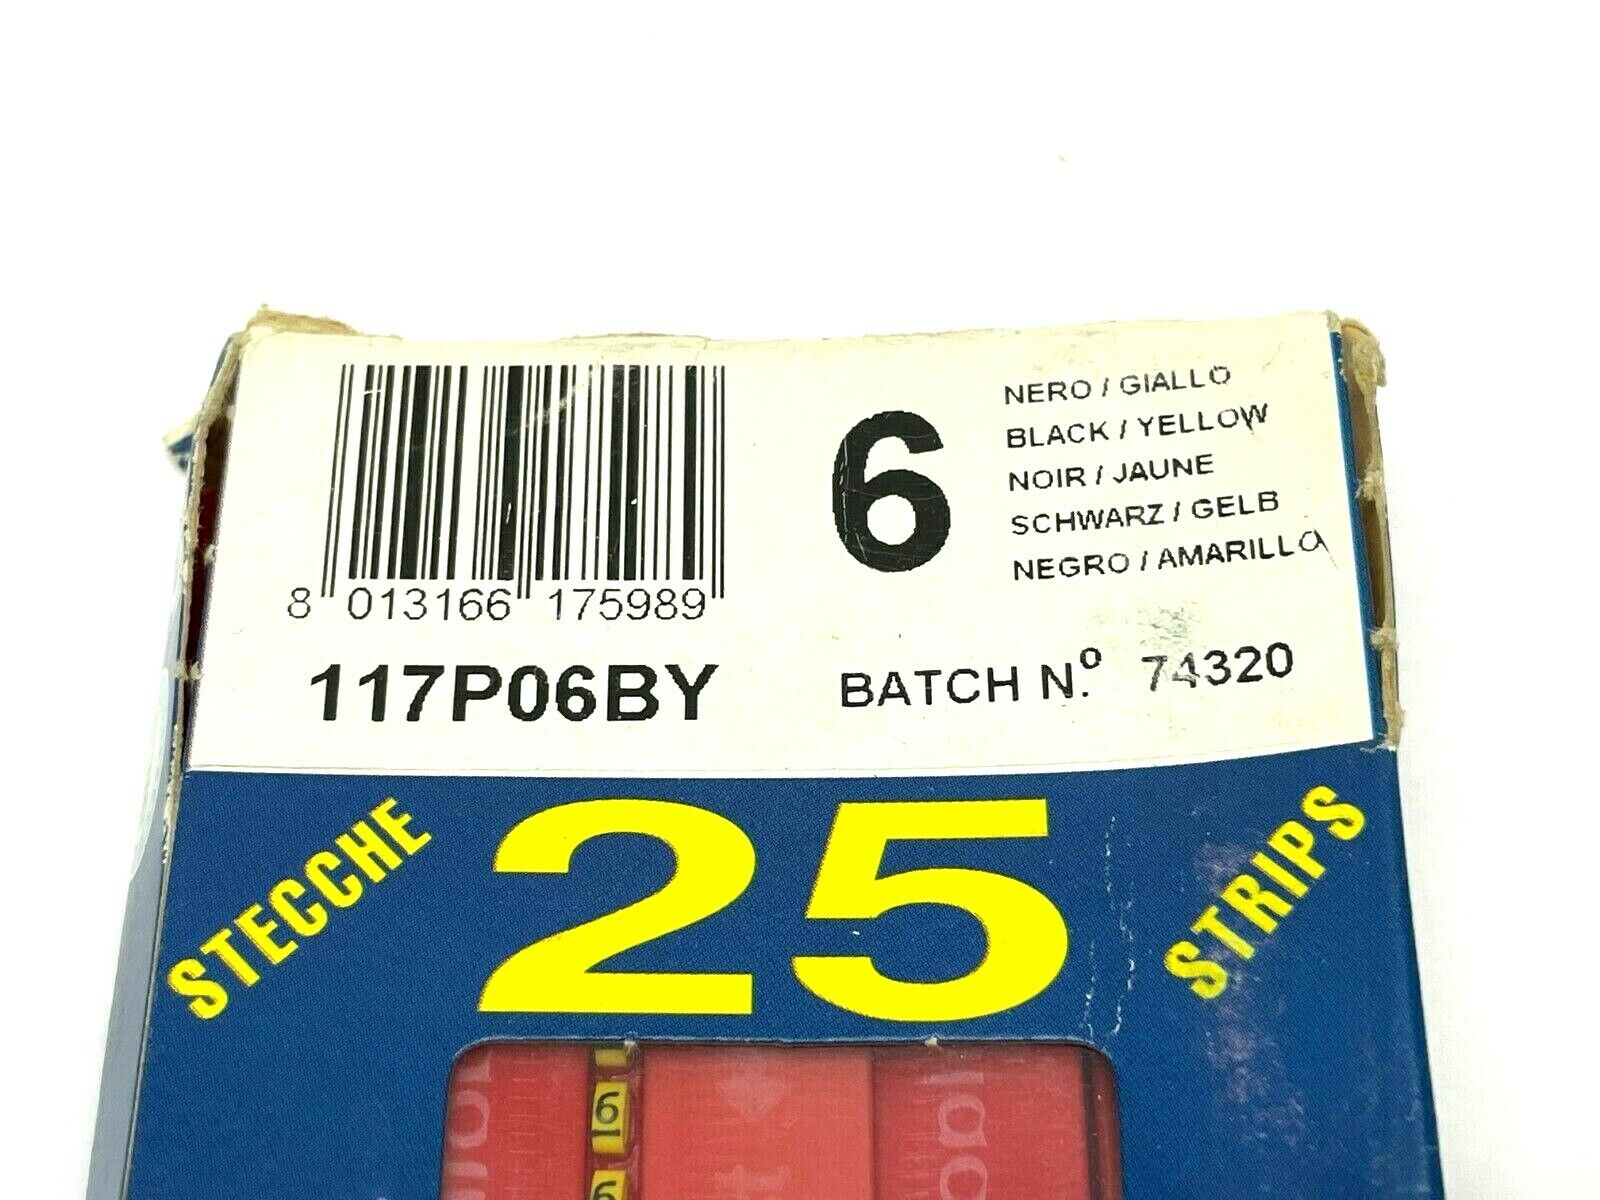 NERO / GIALLO
BLACK / YELLOW
NOIR / JAUNE
SCHWARZ / GELB
NEGRO / AMARILLO
6
8 013166 175989
117P06BY
BATCH N.º 74320
STECCHE
25
STRIPS
6
6